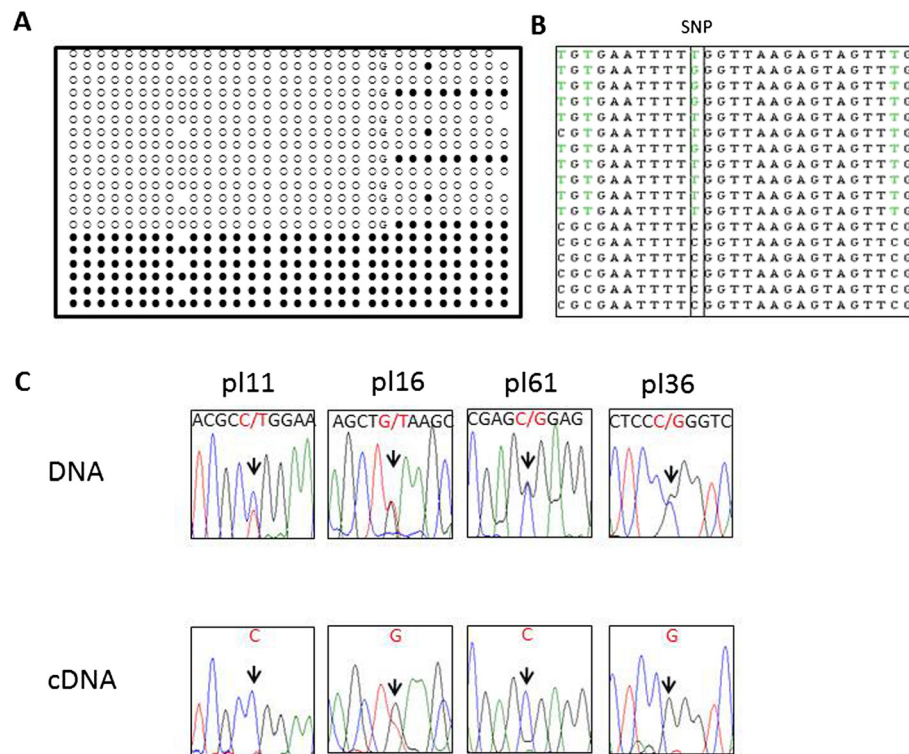 A
B
SNP
TGTGAATTTTTGGTTAAGAGTAGTTTG
TGTGAATTTTGGGTTAAGAGTAGTTTG
TGTGAATTTTGGGTTAAGAGTAGTTTG
TGTGAATTTTGGGTTAAGAGTAGTTTG
TGTGAATTTTTGGTTAAGAGTAGTTTG
CGTGAATTTTTGGTTAAGAGTAGTTTG
TGTGAATTTTGGGTTAAGAGTAGTTTG
TGTGAATTTTTGGTTAAGAGTAGTTTG
TGTGAATTTTTGGTTAAGAGTAGTTTG
TGTGAATTTTTGGTTAAGAGTAGTTTG
TGTGAATTTTTGGTTAAGAGTAGTTTG
CGCGAATTTTCGGTTAAGAGTAGTTCG
CGCGAATTTTCGGTTAAGAGTAGTTCG
CGCGAATTTTCGGTTAAGAGTAGTTCG
CGCGAATTTTCGGTTAAGAGTAGTTCG
CGCGAATTTTCGGTTAAGAGTAGTTCG
CGCGAATTTTCGGTTAAGAGTAGTTCG
C
pl11 pl16 pl61 pl36
DNA
ACGCCC/TGGAA AGCTG/TAAGC CGAGC/GGAG CTCCC/GGGTC
cDNA
C G C G